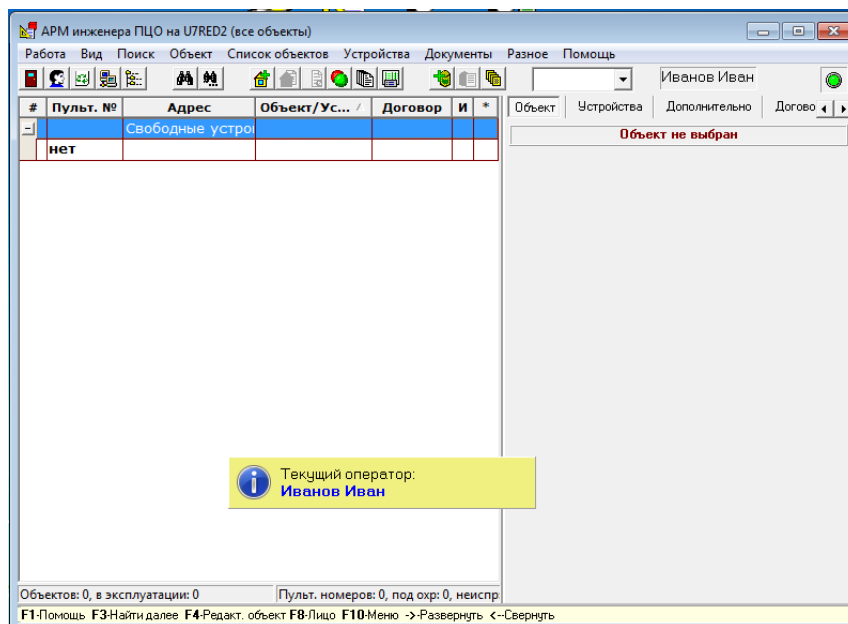 АРМ инженера ПЦО на U7RED2 (все объекты)
Работа Вид Поиск Объект Список объектов Устройства Документы Разное Помощь
Иванов Иван
# Пульт. № Адрес Объект/Ус... / Договор И * Объект Устройства Дополнительно Догово
Свободные устрой
Объект не выбран
нет
Текущий оператор:
Иванов Иван
Объектов: 0, в эксплуатации: 0 Пульт. номеров: 0, под охр: 0, неиспр
F1-Помощь F3-Найти далее F4-Редакт. объект F8-Лицо F10-Меню ->-Развернуть <--Свернуть